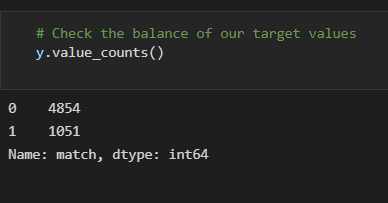 # Check the balance of our target values
y.value_counts()
0    4854
1    1051
Name: match, dtype: int64